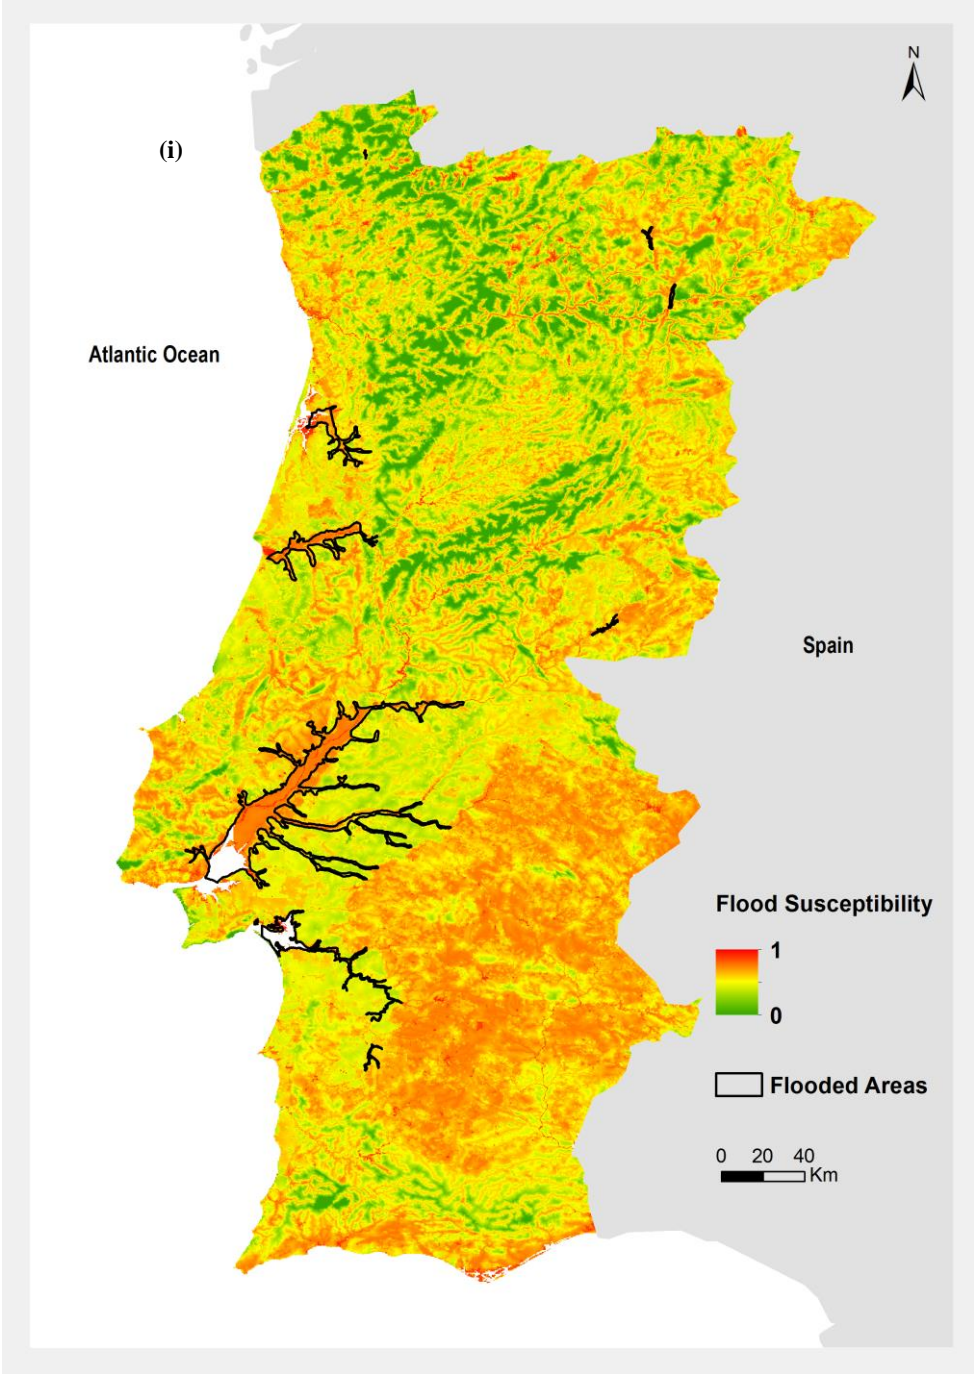 N
(i)
Atlantic Ocean
Spain
Flood Susceptibility
1
0
Flooded Areas
0 20 40
Km